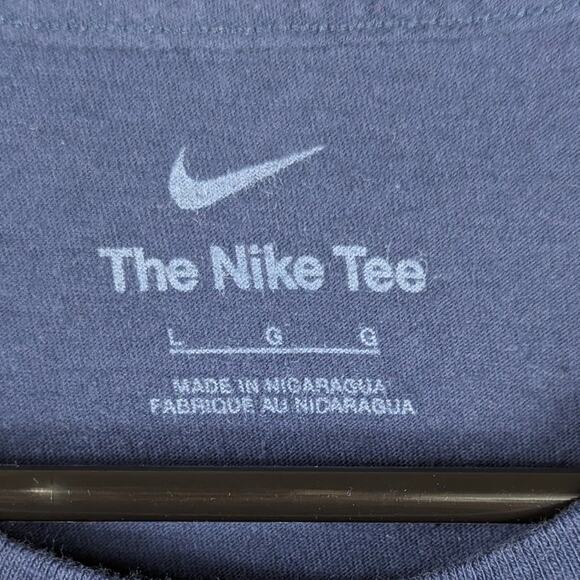 The Nike Tee
L G G
MADE IN NICARAGUA
FABRIQUE AU NICARAGUA